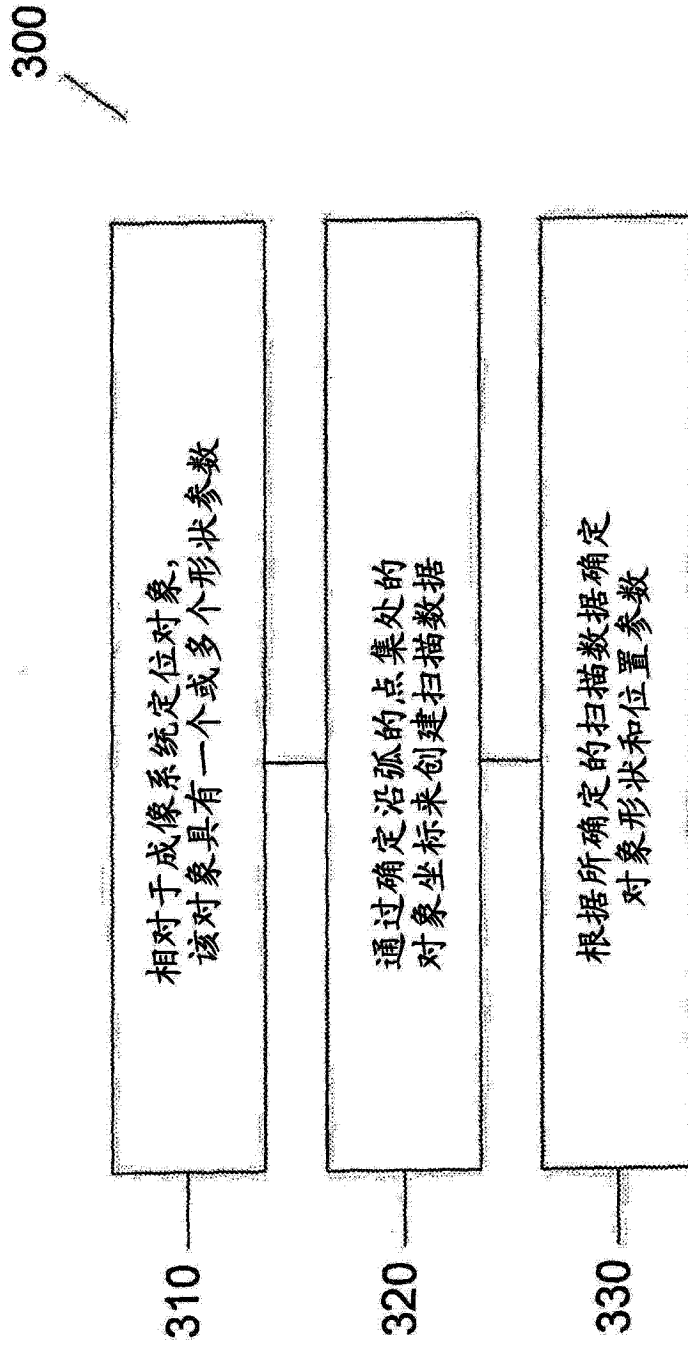 300
310
相对于成像系统定位对象，
该对象具有一个或多个形状参数
320
通过确定沿弧的点集处的
对象坐标来创建扫描数据
330
根据所确定的扫描数据确定
对象形状和位置参数